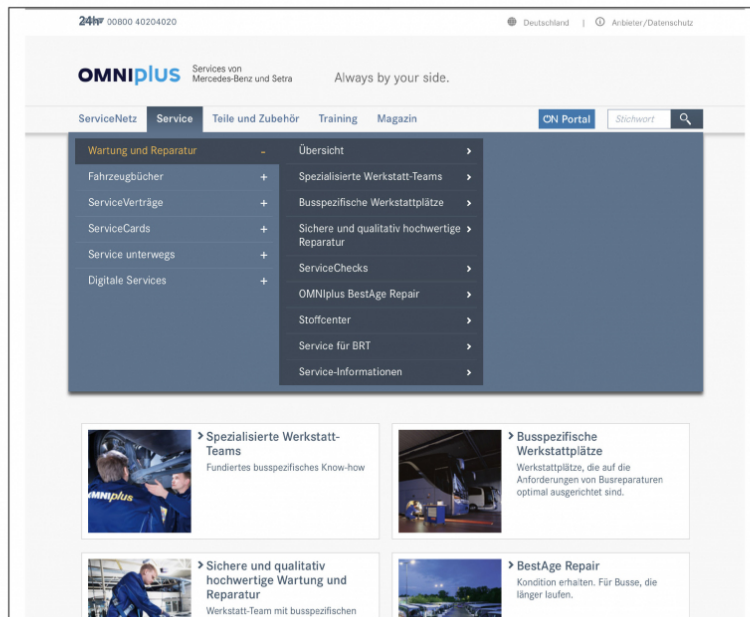 24h 00800 40204020
Deutschland | Anbieter/Datenschutz
OMNIplus
Services von
Mercedes-Benz und Setra
Always by your side.
ServiceNetz Service Teile und Zubehör Training Magazin
ON Portal
Stichwort
Wartung und Reparatur -
Fahrzeugbücher +
ServiceVerträge +
ServiceCards +
Service unterwegs +
Digitale Services +
Übersicht
Spezialisierte Werkstatt-Teams
Busspezifische Werkstattplätze
Sichere und qualitativ hochwertige
Reparatur
ServiceChecks
OMNIplus BestAge Repair
Stoffcenter
Service für BRT
Service-Informationen
Spezialisierte Werkstatt-
Teams
Fundiertes busspezifisches Know-how
OMNIplus
Busspezifische
Werkstattplätze
Werkstattplätze, die auf die
Anforderungen von Busreparaturen
optimal ausgerichtet sind.
Sichere und qualitativ
hochwertige Wartung und
Reparatur
Werkstatt-Team mit busspezifischen
BestAge Repair
Kondition erhalten. Für Busse, die
länger laufen.